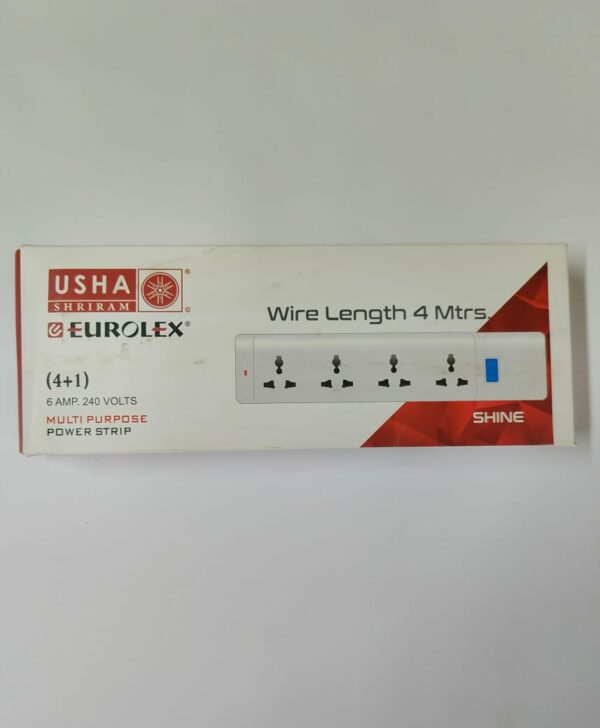 USHA
SHRIRAM
®
©
EUROLEX®
Wire Length 4 Mtrs.
(4+1)
6 AMP. 240 VOLTS
MULTI PURPOSE
POWER STRIP
SHINE